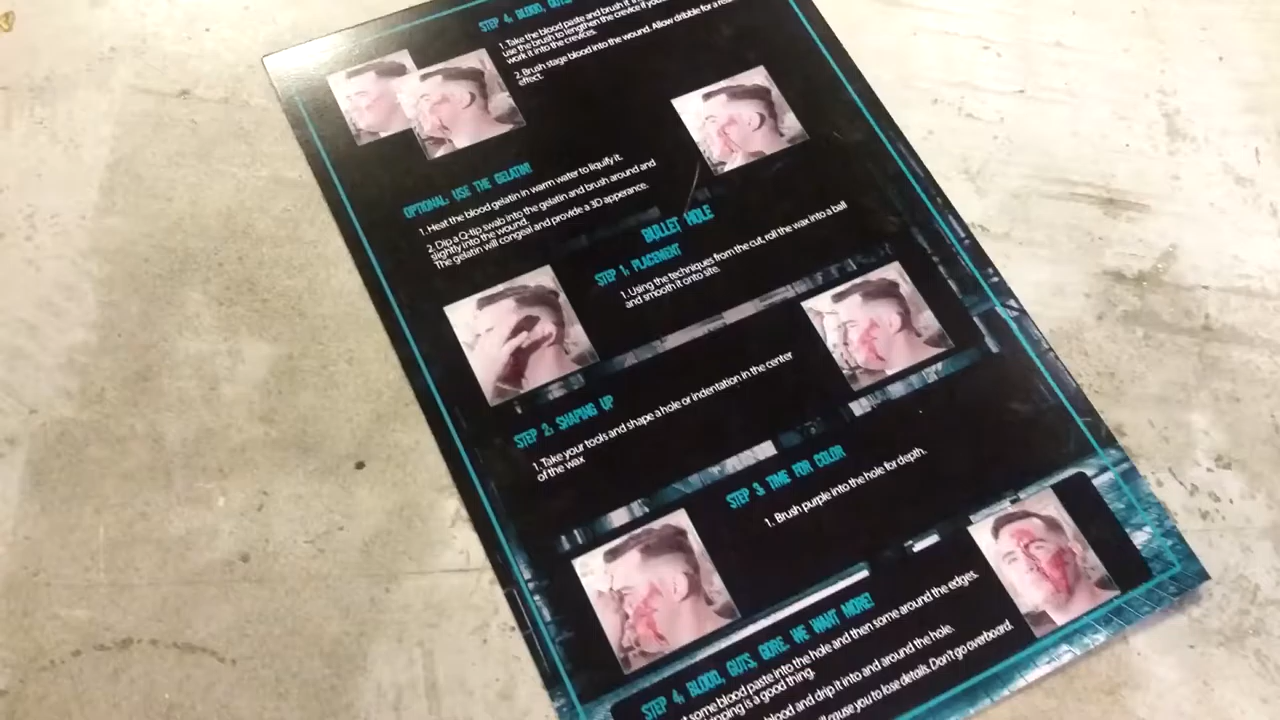 STEP 4, BLOOD, GUTS,
1. Take the blood paste and brush it
use the brush to lengthen the crevice if
work it into the crevices.
2. Brush stage blood into the wound. Allow dribble for a
effect.
OPTIONAL: USE THE GELATIN!
1. Heat the blood gelatin in warm water to liquify it.
2. Dip a Q-tip swab into the gelatin and brush around and
slightly into the wound.
The gelatin will congeal and provide a 3D apperance.
BULLET HOLE
STEP 1: PLACEMENT
1. Using the techniques from the cut, roll the wax into a ball
and smooth it onto site.
STEP 2: SHAPING UP
1. Take your tools and shape a hole or indentation in the center
of the wax
STEP 3: TIME FOR COLOR
1. Brush purple into the hole for depth.
STEP 4, BLOOD, GUTS, GORE. WE WANT MORE!
some blood paste into the hole and then some around the edges.
is a good thing.
blood and drip it into and around the hole.
cause you to lose details. Don't go overboard.